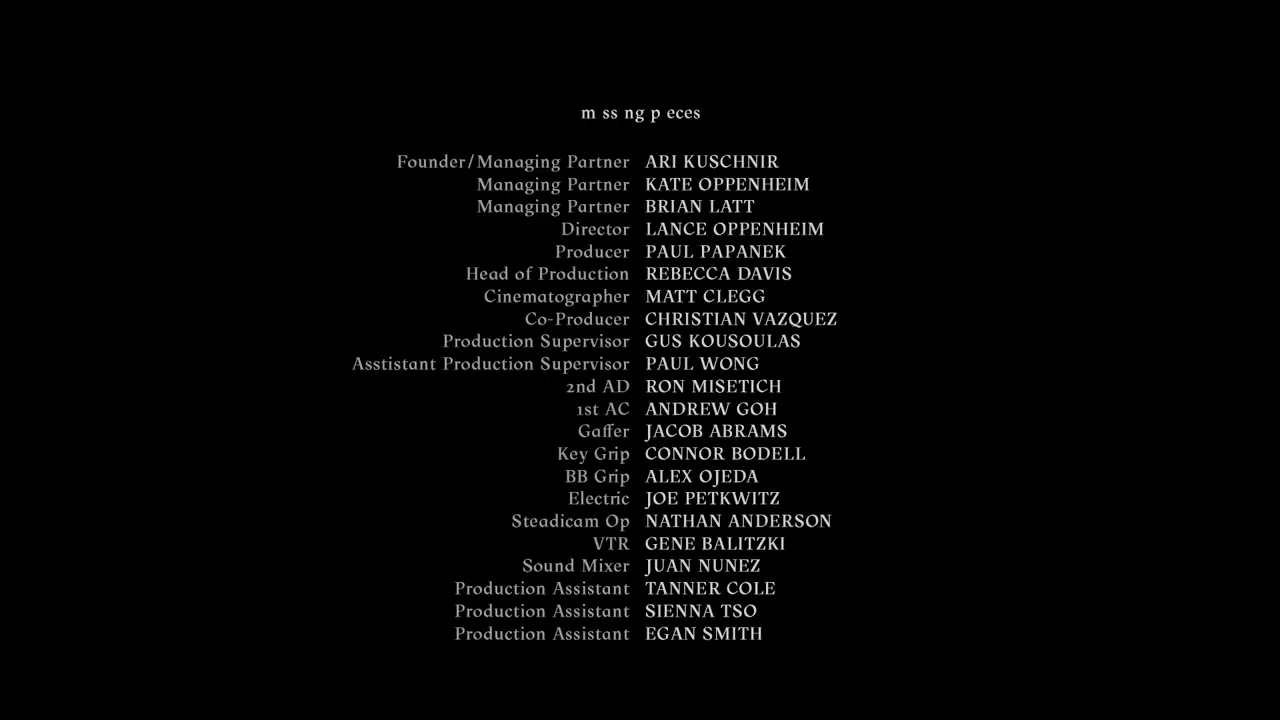 m ss ng p eces
Founder/Managing Partner ARI KUSCHNIR
Managing Partner KATE OPPENHEIM
Managing Partner BRIAN LATT
Director LANCE OPPENHEIM
Producer PAUL PAPANEK
Head of Production REBECCA DAVIS
Cinematographer MATT CLEGG
Co-Producer CHRISTIAN VAZQUEZ
Production Supervisor GUS KOUSOULAS
Asstistant Production Supervisor PAUL WONG
2nd AD RON MISETICH
1st AC ANDREW GOH
Gaffer JACOB ABRAMS
Key Grip CONNOR BODELL
BB Grip ALEX OJEDA
Electric JOE PETKWITZ
Steadicam Op NATHAN ANDERSON
VTR GENE BALITZKI
Sound Mixer JUAN NUNEZ
Production Assistant TANNER COLE
Production Assistant SIENNA TSO
Production Assistant EGAN SMITH